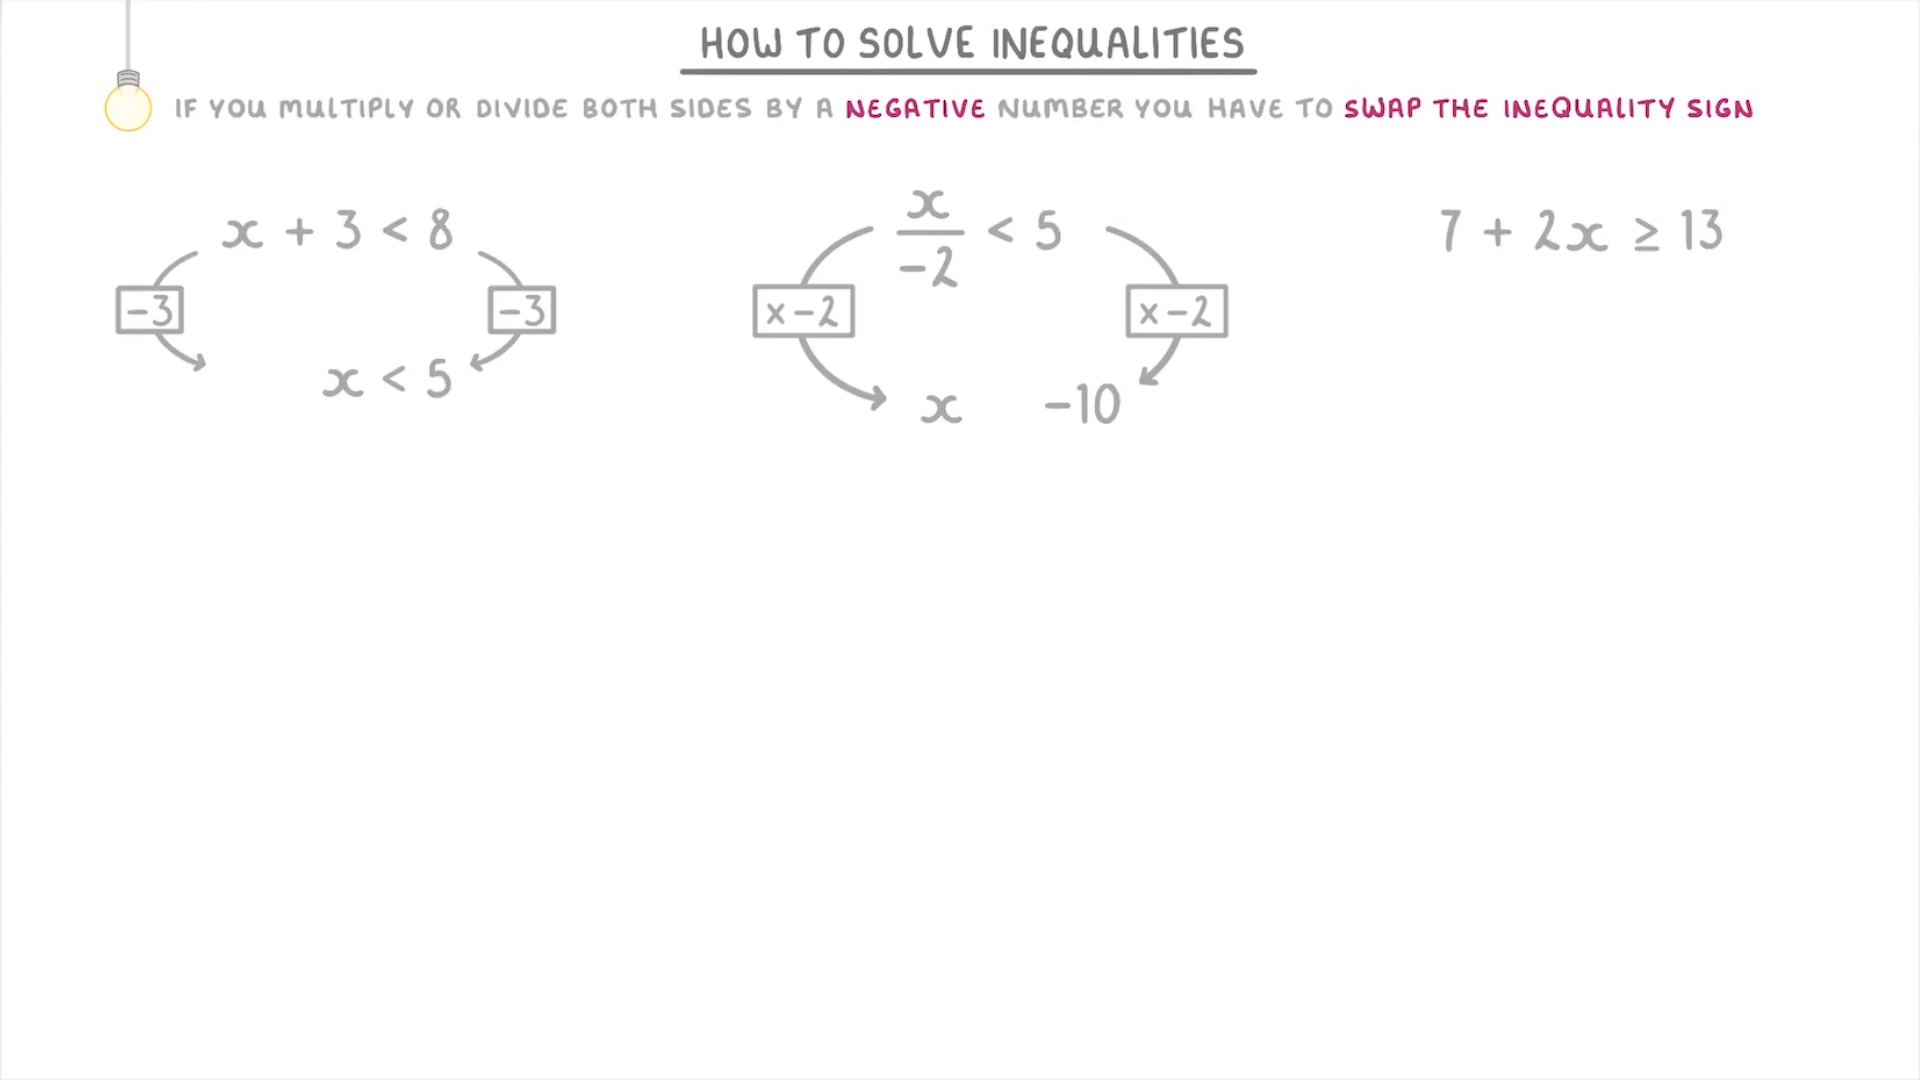 HOW TO SOLVE INEQUALITIES
IF YOU MULTIPLY OR DIVIDE BOTH SIDES BY A NEGATIVE NUMBER YOU HAVE TO SWAP THE INEQUALITY SIGN
x + 3 < 8
-3
-3
x < 5
x
-2
< 5
x -2
x -2
x -10
7 + 2x ≥ 13